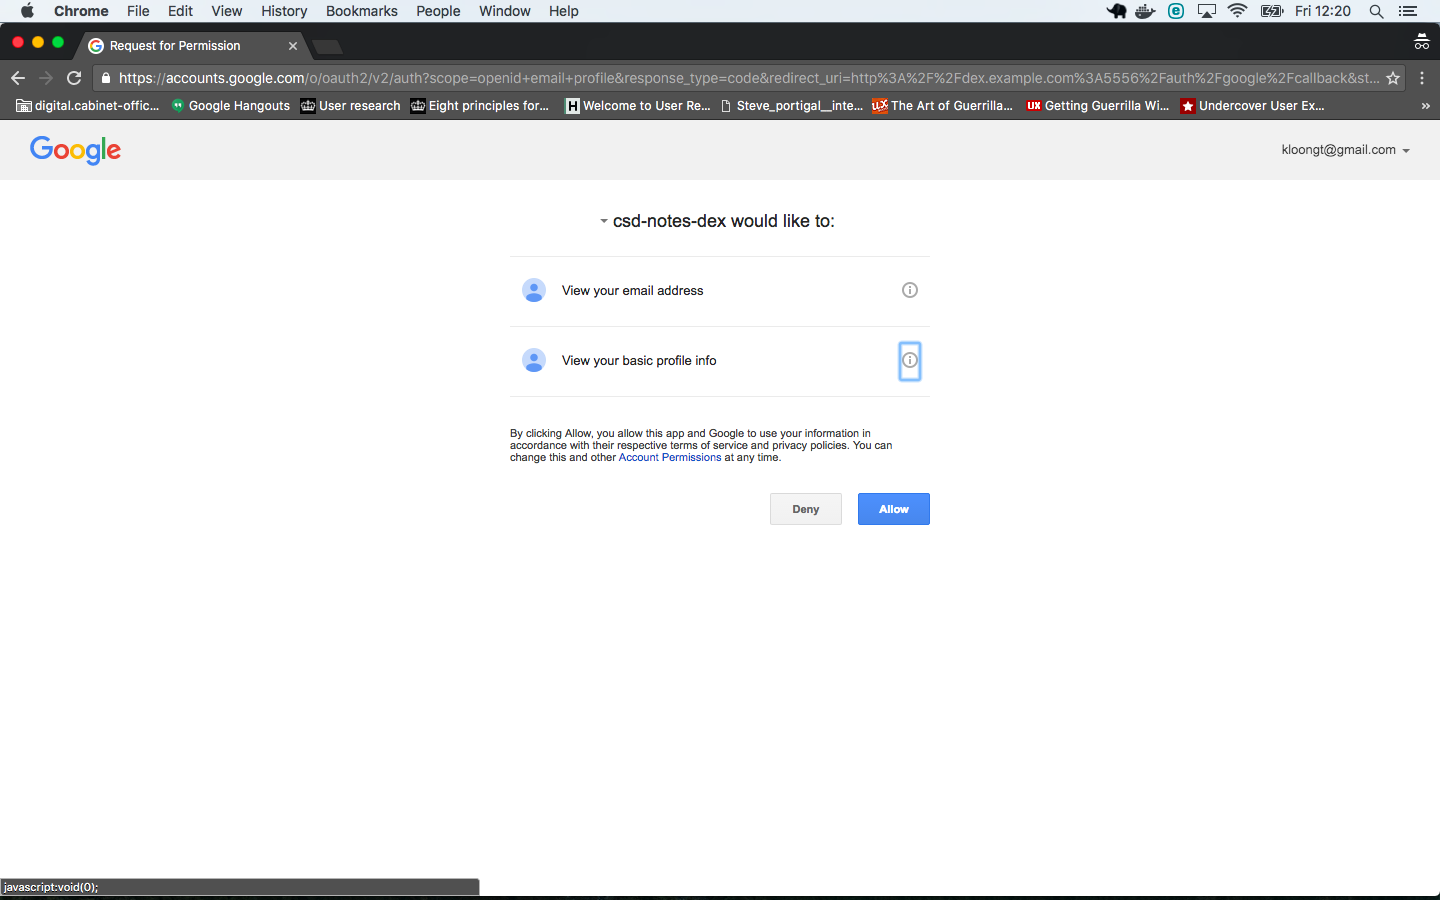 Chrome File Edit View History Bookmarks People Window Help Fri 12:20
Request for Permission
https://accounts.google.com/o/oauth2/v2/auth?scope=openid+email+profile&response_type=code&redirect_uri=http%3A%2F%2Fdex.example.com%3A5556%2Fauth%2Fgoogle%2Fcallback&st...
digital.cabinet-offic... Google Hangouts User research Eight principles for... H Welcome to User Re... Steve_portigal__inte... The Art of Guerrilla... UX Getting Guerrilla Wi... Undercover User Ex... »
Google kloongt@gmail.com
csd-notes-dex would like to:
View your email address
View your basic profile info
By clicking Allow, you allow this app and Google to use your information in
accordance with their respective terms of service and privacy policies. You can
change this and other Account Permissions at any time.
Deny Allow
javascript:void(0);